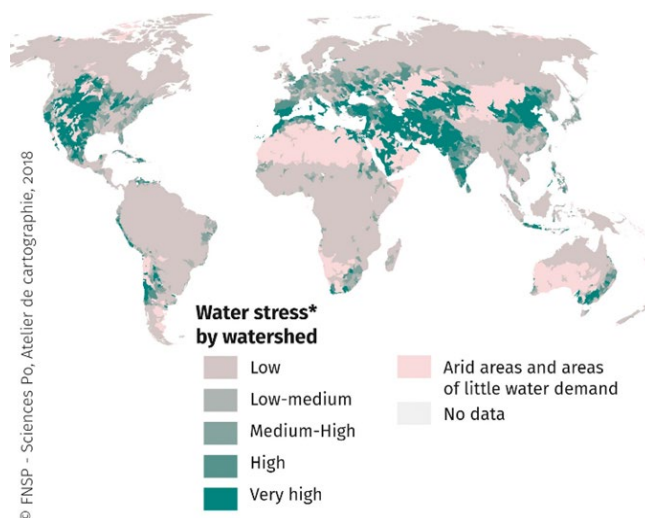 © FNSP - Sciences Po, Atelier de cartographie, 2018
Water stress*
by watershed
Low
Low-medium
Medium-High
High
Very high
Arid areas and areas
of little water demand
No data